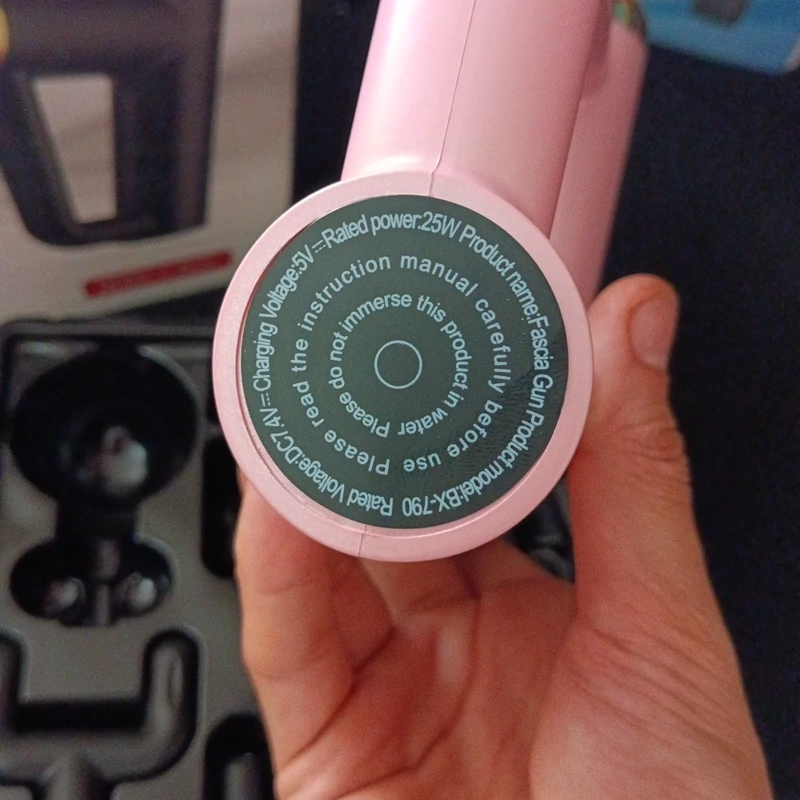 Product name:Fascia Gun Product model:BX-790 Rated Voltage:DC7.4V⎓Charging Voltage:5V⎓Rated power:25W
Please read the instruction manual carefully before use
Please do not immerse this product in water